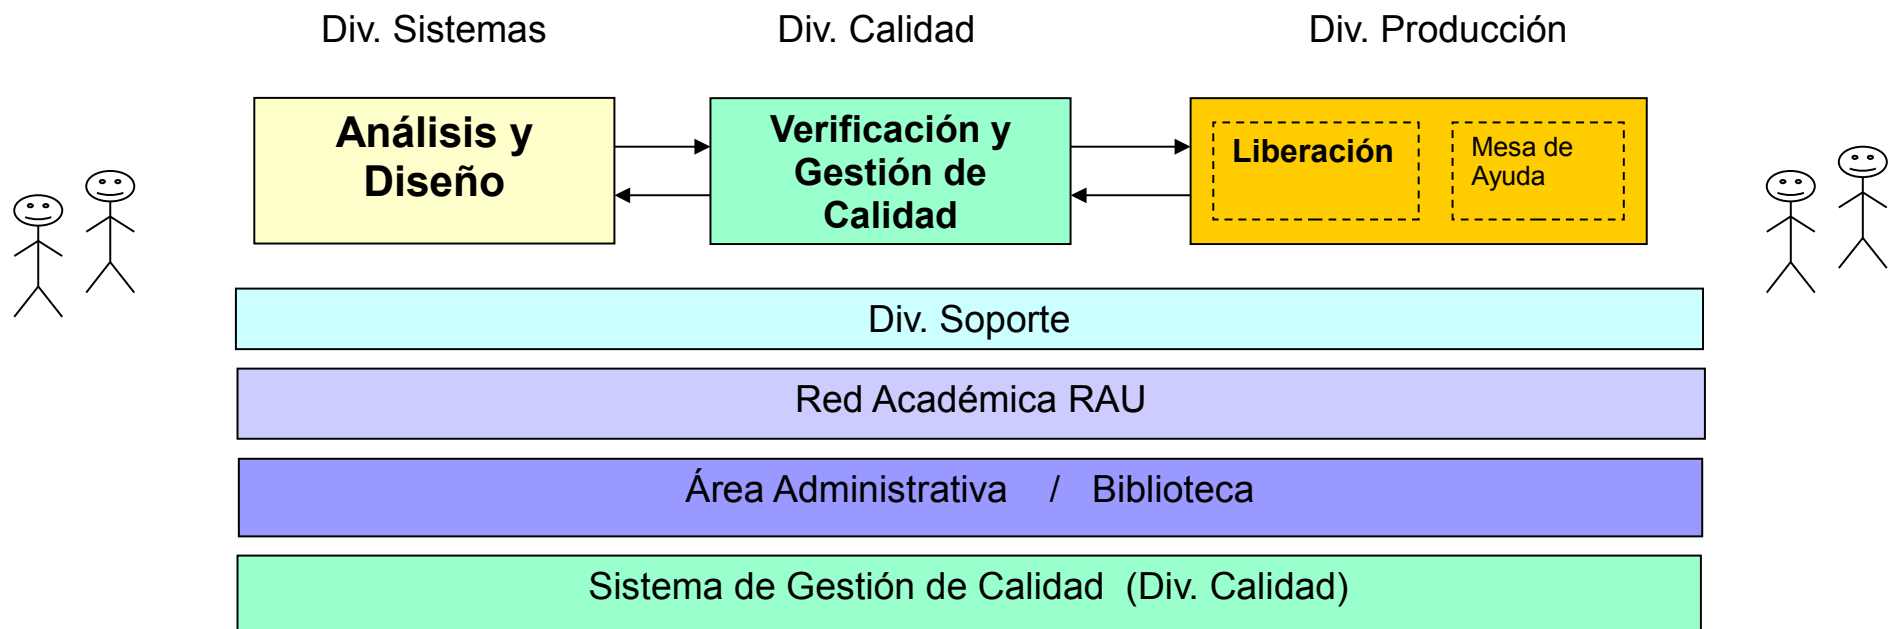 Div. Sistemas
Div. Calidad
Div. Producción
Análisis y
Diseño
Verificación y
Gestión de
Calidad
Liberación
Mesa de
Ayuda
Div. Soporte
Red Académica RAU
Área Administrativa / Biblioteca
Sistema de Gestión de Calidad (Div. Calidad)